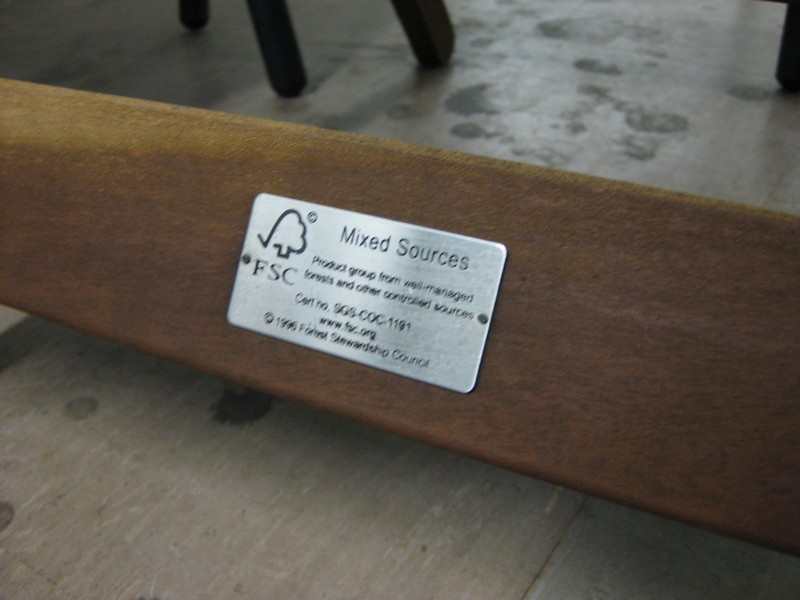 ©
Mixed Sources
FSC
Product group from well-managed
forests and other controlled sources
Cert no. SGS-COC-1191
www.fsc.org
© 1996 Forest Stewardship Council